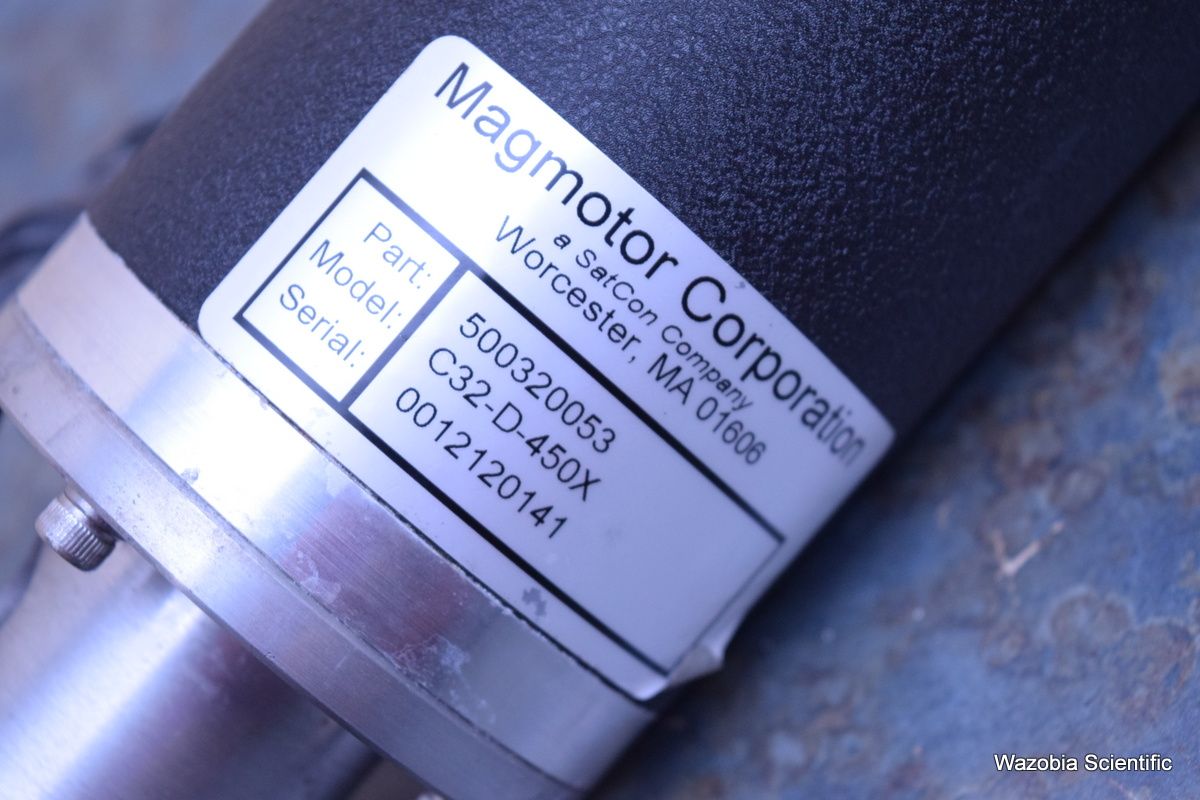 Magmotor Corporation
a SatCon Company
Worcester, MA 01606
Part: 500320053
Model: C32-D-450X
Serial: 0012120141
Wazobia Scientific